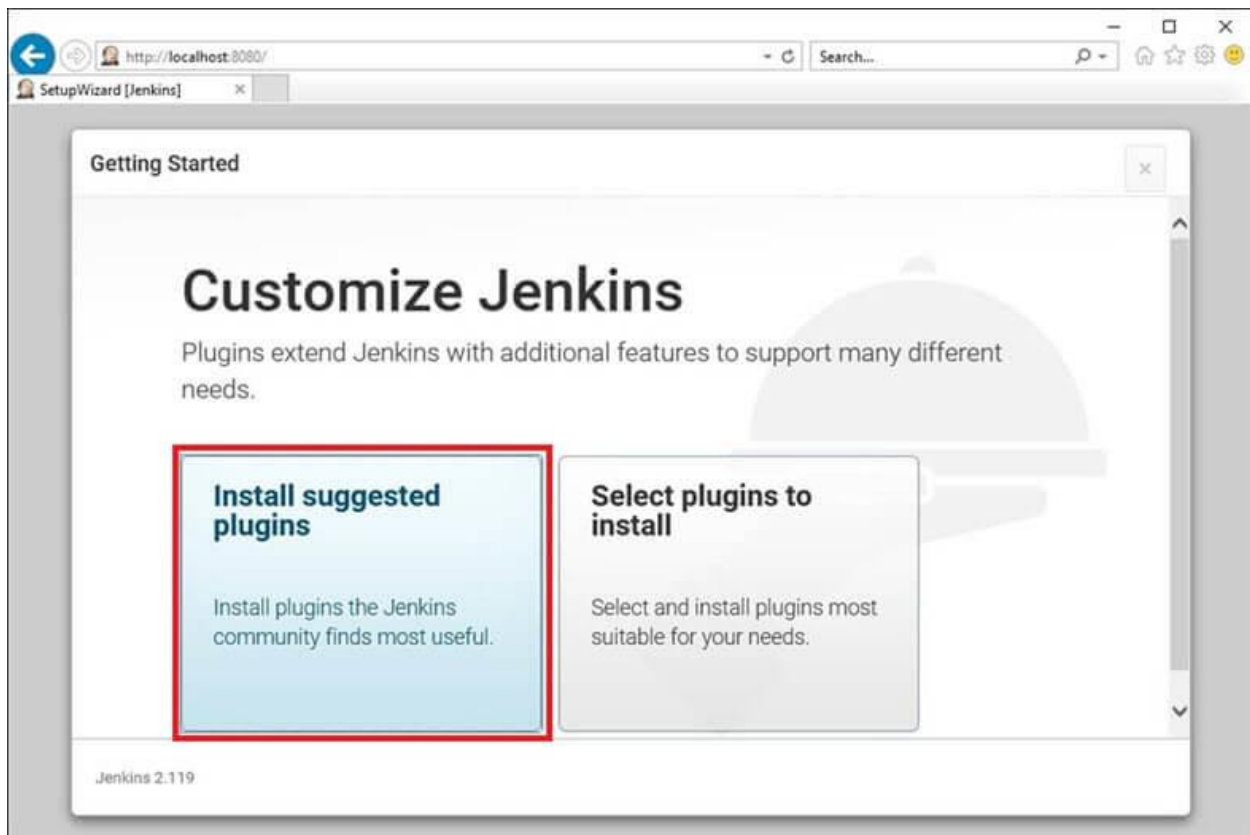 http://localhost:8080/
Search...
SetupWizard [Jenkins]
Getting Started
Customize Jenkins
Plugins extend Jenkins with additional features to support many different
needs.
Install suggested
plugins
Install plugins the Jenkins
community finds most useful.
Select plugins to
install
Select and install plugins most
suitable for your needs.
Jenkins 2.119